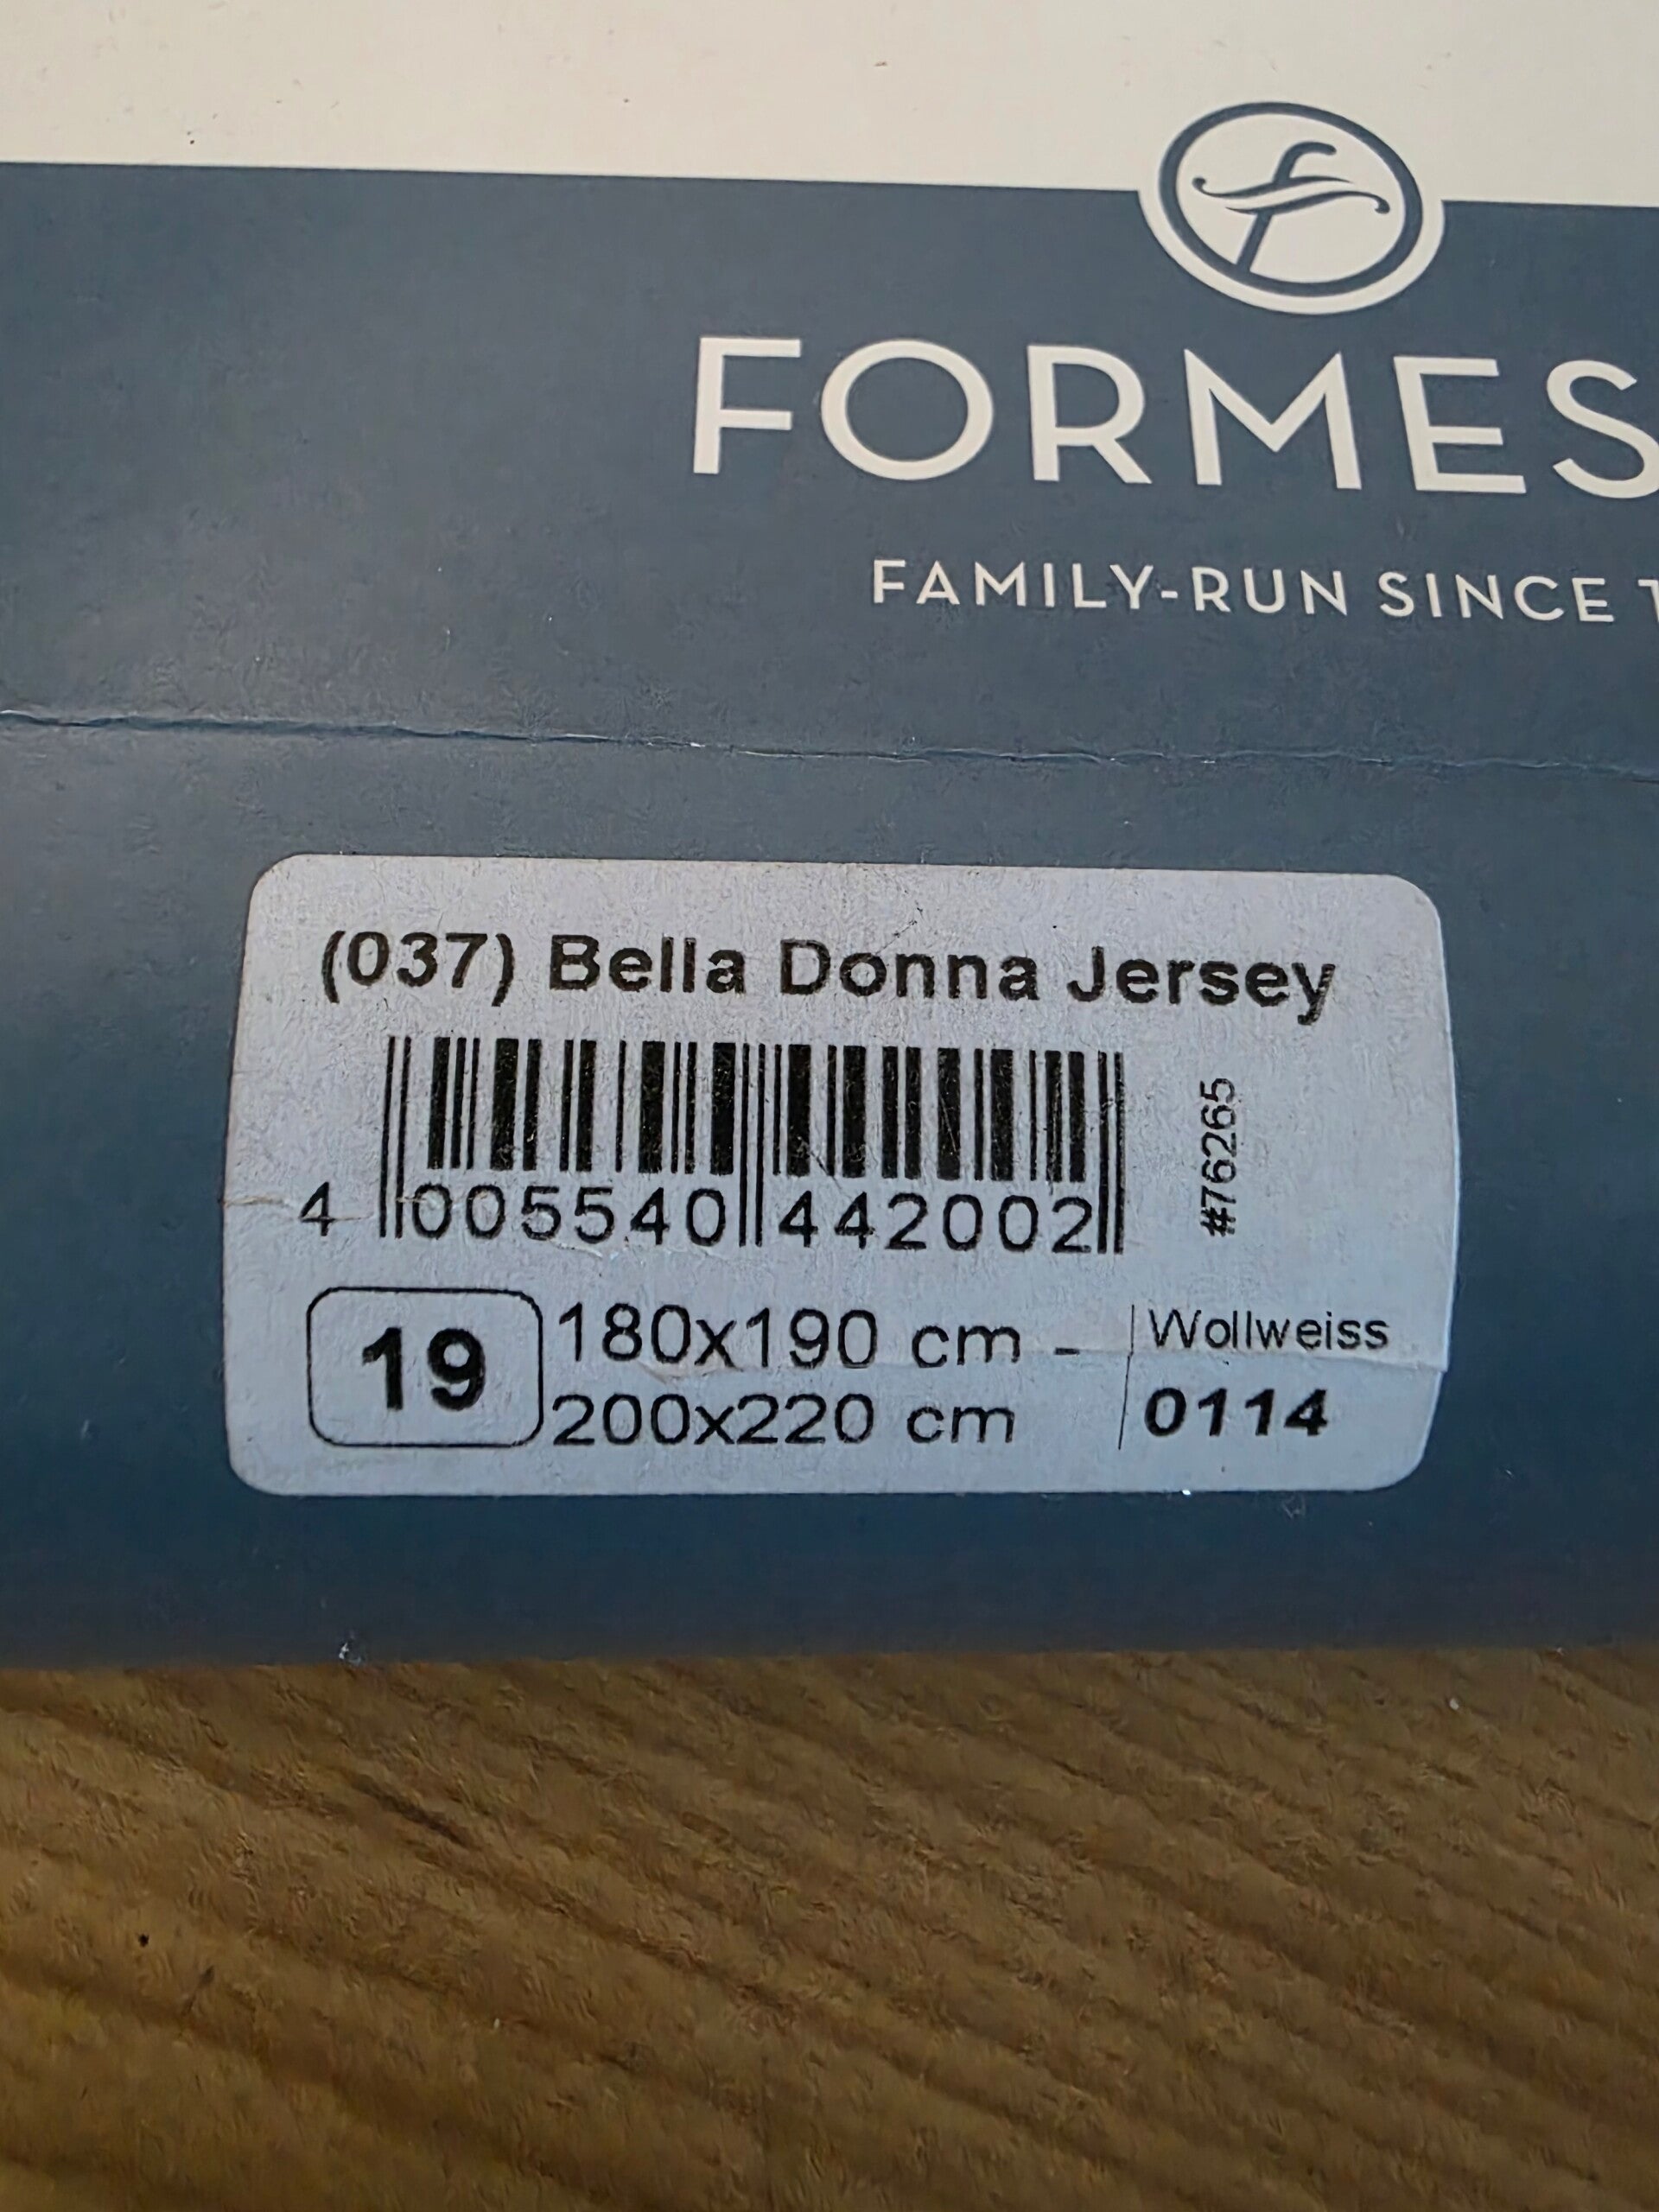 FORMES
FAMILY-RUN SINCE 1
(037) Bella Donna Jersey
4 005540 442002
#76265
19
180x190 cm -
200x220 cm
Wollweiss
0114